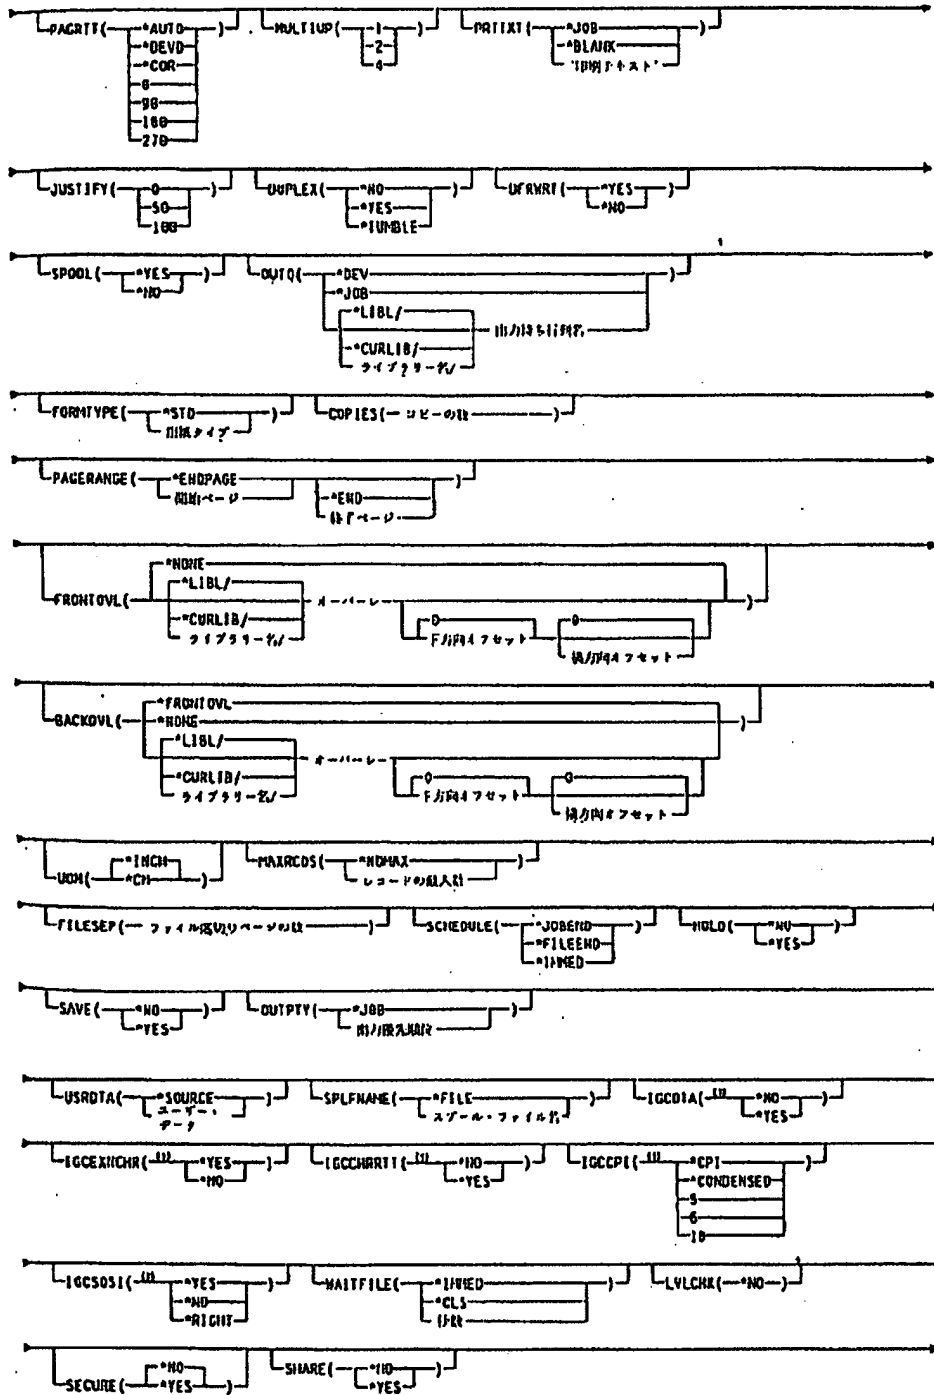 PAGRTT( *AUTO ) MULTIUP( 1 ) PRTTXT( *JOB )
*DEVD 2 *BLANK
*COR 4 '印刷テキスト'
0
90
180
270
JUSTIFY( 0 ) DUPLEX( *NO ) DFRWRT( *YES )
50 *YES *NO
100 *TUMBLE
SPOOL( *YES ) OUTQ( *DEV )
*NO *JOB
*LIBL/ 出力待ち行列名
*CURLIB/
ライブラリー名/
FORMTYPE( *STD ) COPIES( コピーの数 )
用紙タイプ
PAGERANGE( *ENDPAGE )
開始ページ *END
終了ページ
*NONE
*LIBL/
FRONTOVL( オーバーレー )
*CURLIB/ 0 0
ライブラリー名/ 下方向オフセット 横方向オフセット
*FRONTOVL
BACKOVL( *NONE )
*LIBL/
オーバーレー
*CURLIB/ 0 0
ライブラリー名/ 下方向オフセット 横方向オフセット
*INCH MAXRCDS( *NOMAX )
UOM( *CM ) レコードの最大数
FILESEP( ファイル区切りページの数 ) SCHEDULE( *JOBEND ) HOLD( *NO )
*FILEEND *YES
*IMMED
SAVE( *NO ) OUTPTY( *JOB )
*YES 出力優先順位
USRDTA( *SOURCE ) SPLFNAME( *FILE ) IGCDTA( (1) *NO )
ユーザー・ スプール・ファイル名 *YES
データ
IGCEXNCHR( (1) *YES ) IGCCHRRTT( (1) *NO ) IGCCPI( (1) *CPI )
*NO *YES *CONDENSED
5
6
10
IGCSOSI( (1) *YES ) WAITFILE( *IMMED ) LVLCHK( *NO )
*NO *CLS
*RIGHT 秒数
*NO SHARE( *NO )
SECURE( *YES ) *YES